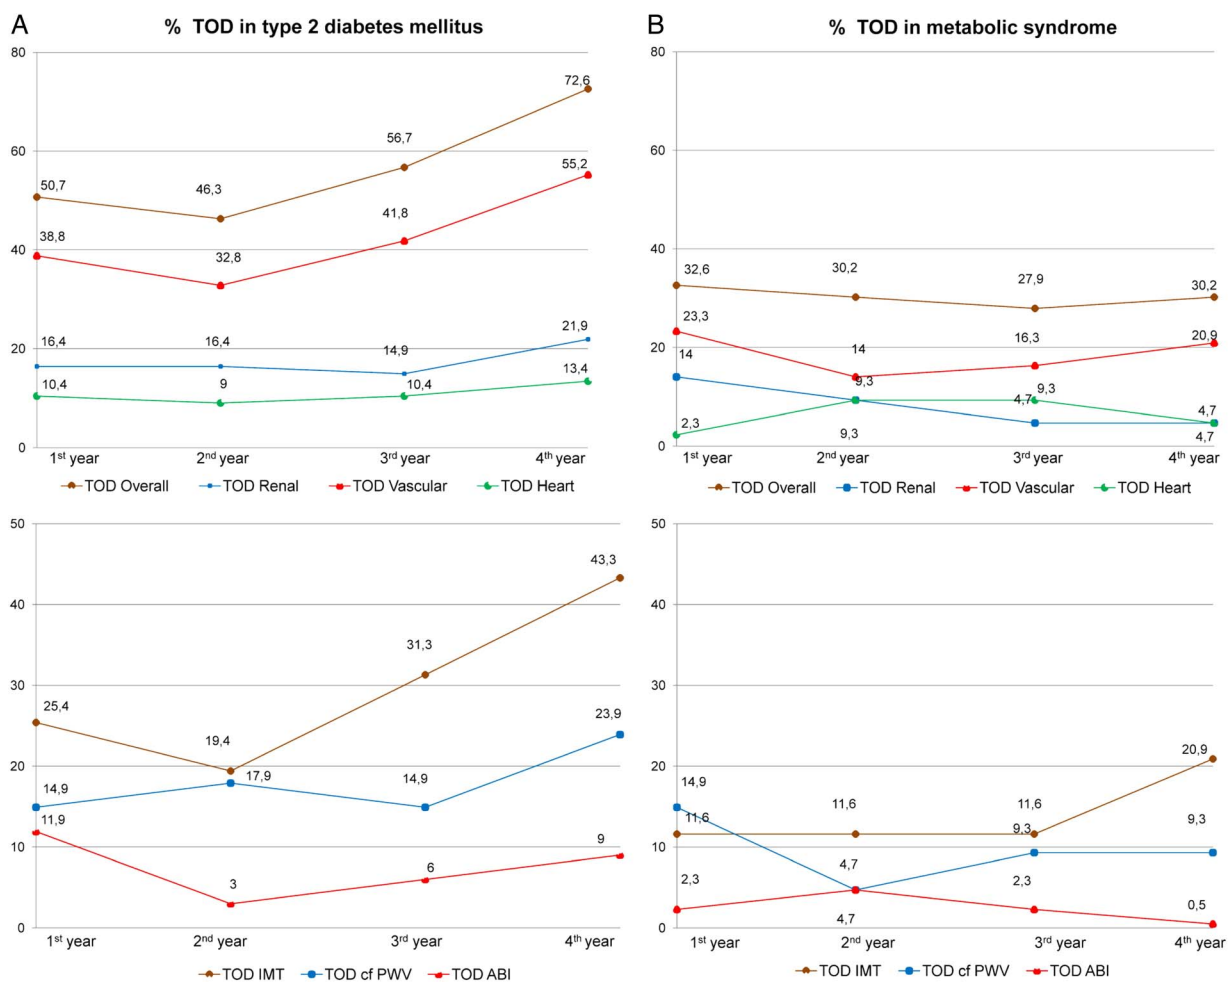 A
% TOD in type 2 diabetes mellitus
80
60
40
20
0
72,6
56,7
55,2
50,7
46,3
41,8
38,8
32,8
21,9
16,4
16,4
14,9
13,4
10,4
9
10,4
1st year
2nd year
3rd year
4th year
TOD Overall
TOD Renal
TOD Vascular
TOD Heart
B
% TOD in metabolic syndrome
80
60
40
20
0
32,6
30,2
27,9
30,2
23,3
14
16,3
20,9
14
9,3
4,7
9,3
4,7
2,3
9,3
4,7
1st year
2nd year
3rd year
4th year
TOD Overall
TOD Renal
TOD Vascular
TOD Heart
50
40
30
20
10
0
43,3
31,3
25,4
19,4
23,9
14,9
17,9
14,9
11,9
3
6
9
1st year
2nd year
3rd year
4th year
TOD IMT
TOD cf PWV
TOD ABI
50
40
30
20
10
0
20,9
14,9
11,6
11,6
11,6
9,3
9,3
4,7
2,3
4,7
2,3
0,5
1st year
2nd year
3rd year
4th year
TOD IMT
TOD cf PWV
TOD ABI